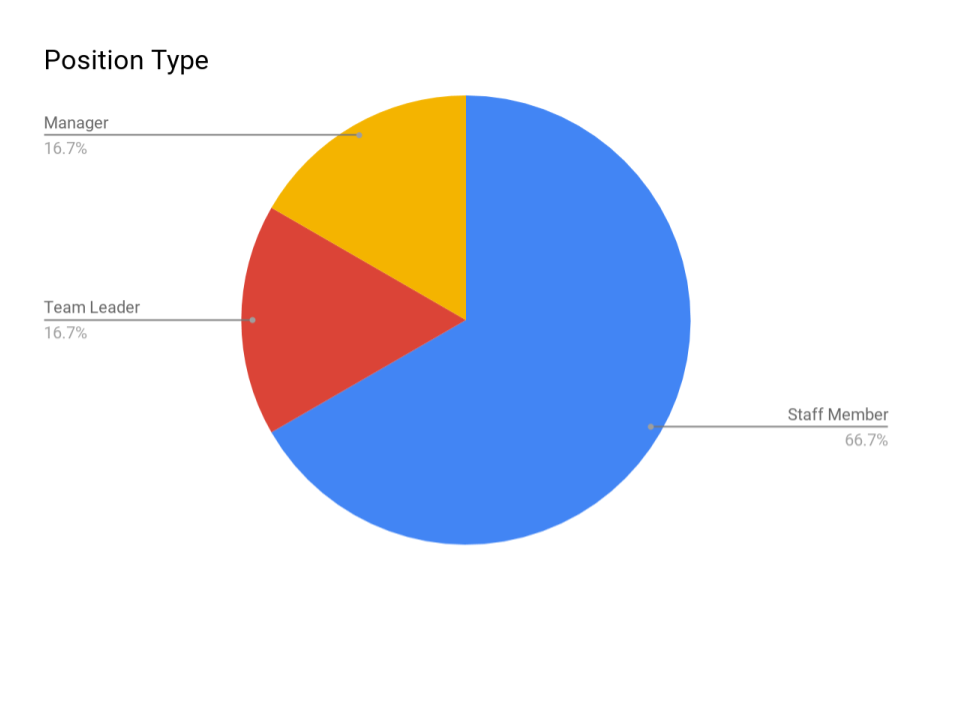 Position Type
Manager
16.7%
Team Leader
16.7%
Staff Member
66.7%